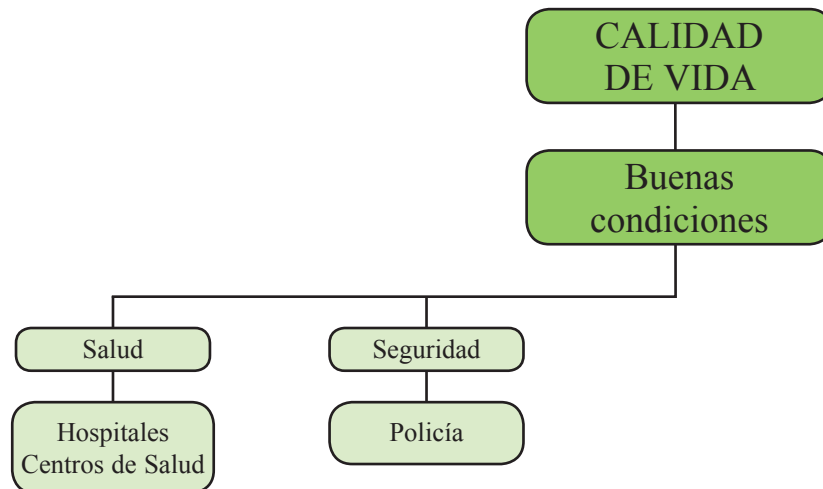 CALIDAD
DE VIDA
Buenas
condiciones
Salud
Seguridad
Hospitales
Centros de Salud
Policía